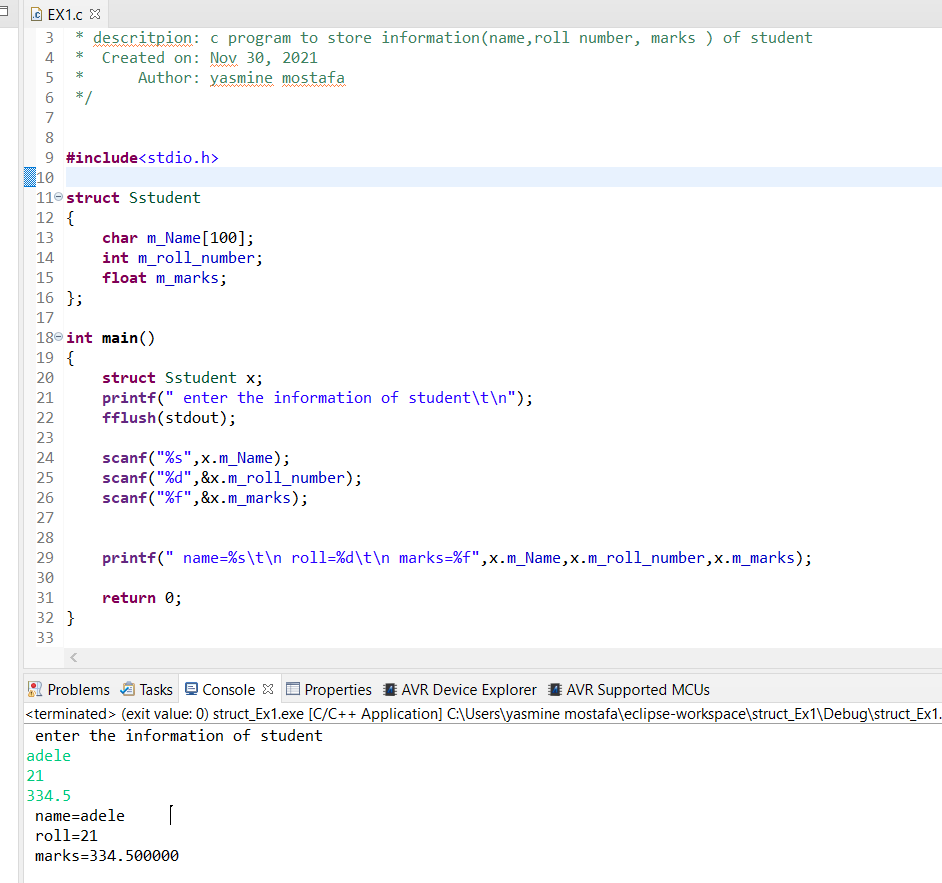 EX1.c
3 * descritpion: c program to store information(name,roll number, marks ) of student
4 *  Created on: Nov 30, 2021
5 *      Author: yasmine mostafa
6 */
7
8
9 #include<stdio.h>
10
11 struct Sstudent
12 {
13     char m_Name[100];
14     int m_roll_number;
15     float m_marks;
16 };
17
18 int main()
19 {
20     struct Sstudent x;
21     printf(" enter the information of student\t\n");
22     fflush(stdout);
23
24     scanf("%s",x.m_Name);
25     scanf("%d",&x.m_roll_number);
26     scanf("%f",&x.m_marks);
27
28
29     printf(" name=%s\t\n roll=%d\t\n marks=%f",x.m_Name,x.m_roll_number,x.m_marks);
30
31     return 0;
32 }
33
Problems Tasks Console Properties AVR Device Explorer AVR Supported MCUs
<terminated> (exit value: 0) struct_Ex1.exe [C/C++ Application] C:\Users\yasmine mostafa\eclipse-workspace\struct_Ex1\Debug\struct_Ex1.
 enter the information of student
adele
21
334.5
 name=adele
 roll=21
 marks=334.500000